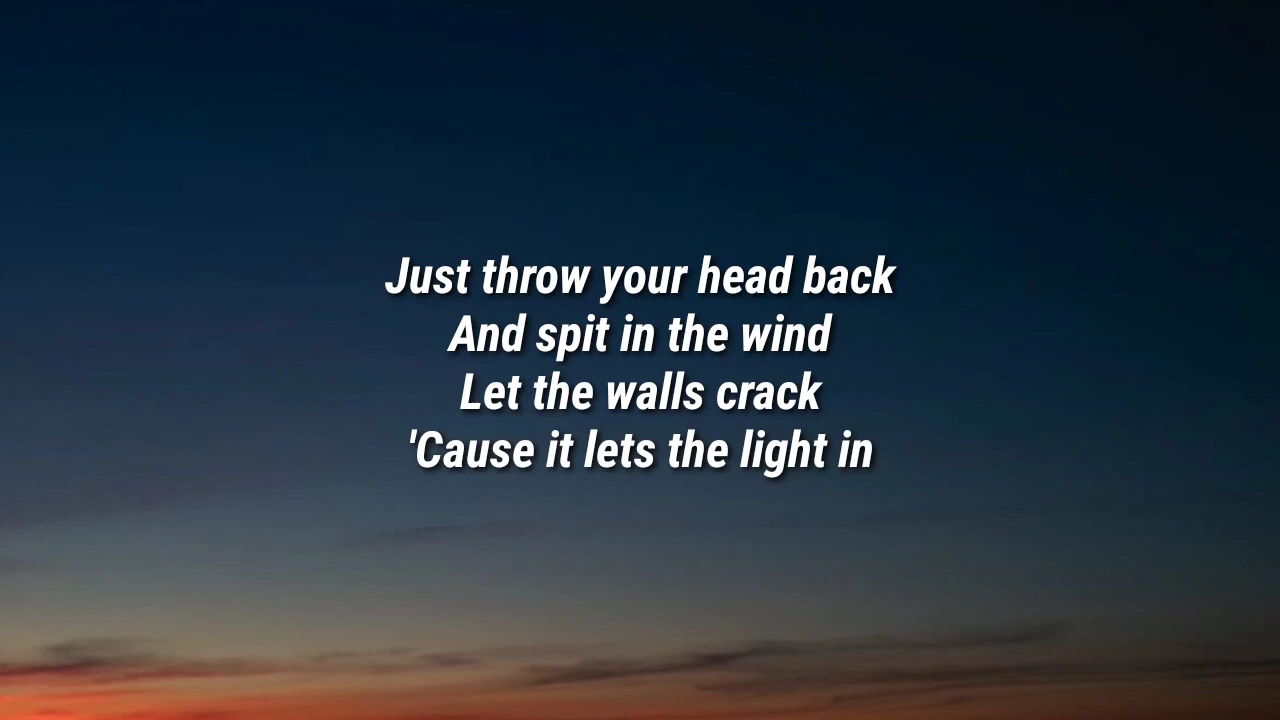 Just throw your head back
And spit in the wind
Let the walls crack
'Cause it lets the light in